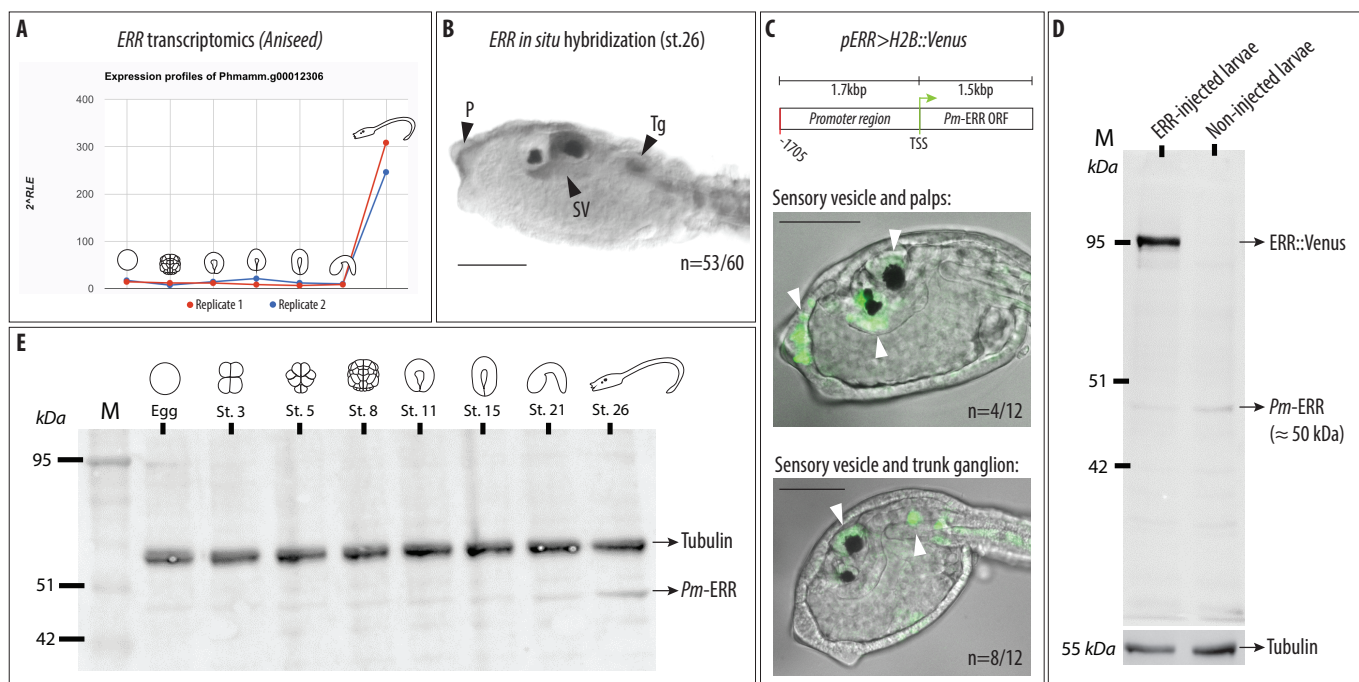 A
ERR transcriptomics (Aniseed)
Expression profiles of Phmamm.g00012306
400
300
200
100
0
2^RLE
Replicate 1
Replicate 2
B
ERR in situ hybridization (st.26)
P
Tg
SV
n=53/60
C
pERR>H2B::Venus
1.7kbp
1.5kbp
Promoter region
Pm-ERR ORF
-1705
TSS
Sensory vesicle and palps:
n=4/12
Sensory vesicle and trunk ganglion:
n=8/12
D
ERR-injected larvae
Non-injected larvae
M
kDa
95
ERR::Venus
51
Pm-ERR
(≈ 50 kDa)
42
55 kDa
Tubulin
E
kDa
M
Egg
St. 3
St. 5
St. 8
St. 11
St. 15
St. 21
St. 26
95
Tubulin
51
Pm-ERR
42